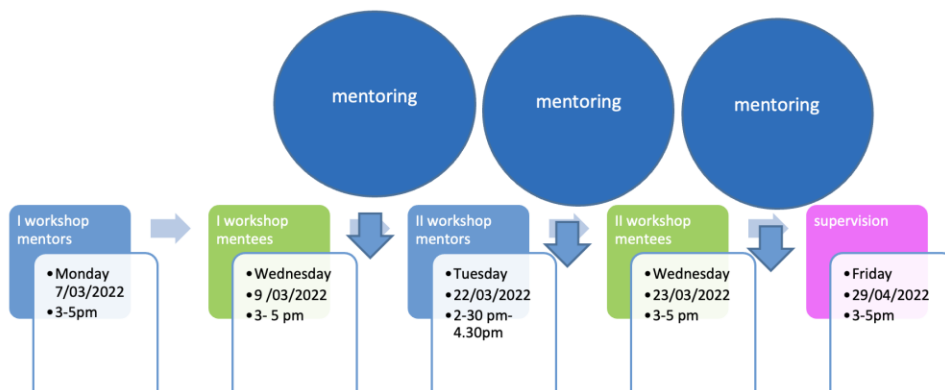 mentoring
mentoring
mentoring
I workshop
mentors
• Monday
7/03/2022
• 3-5pm
I workshop
mentees
• Wednesday
• 9 /03/2022
• 3- 5 pm
II workshop
mentors
• Tuesday
• 22/03/2022
• 2-30 pm-
4.30pm
II workshop
mentees
• Wednesday
• 23/03/2022
• 3-5 pm
supervision
• Friday
• 29/04/2022
• 3-5pm